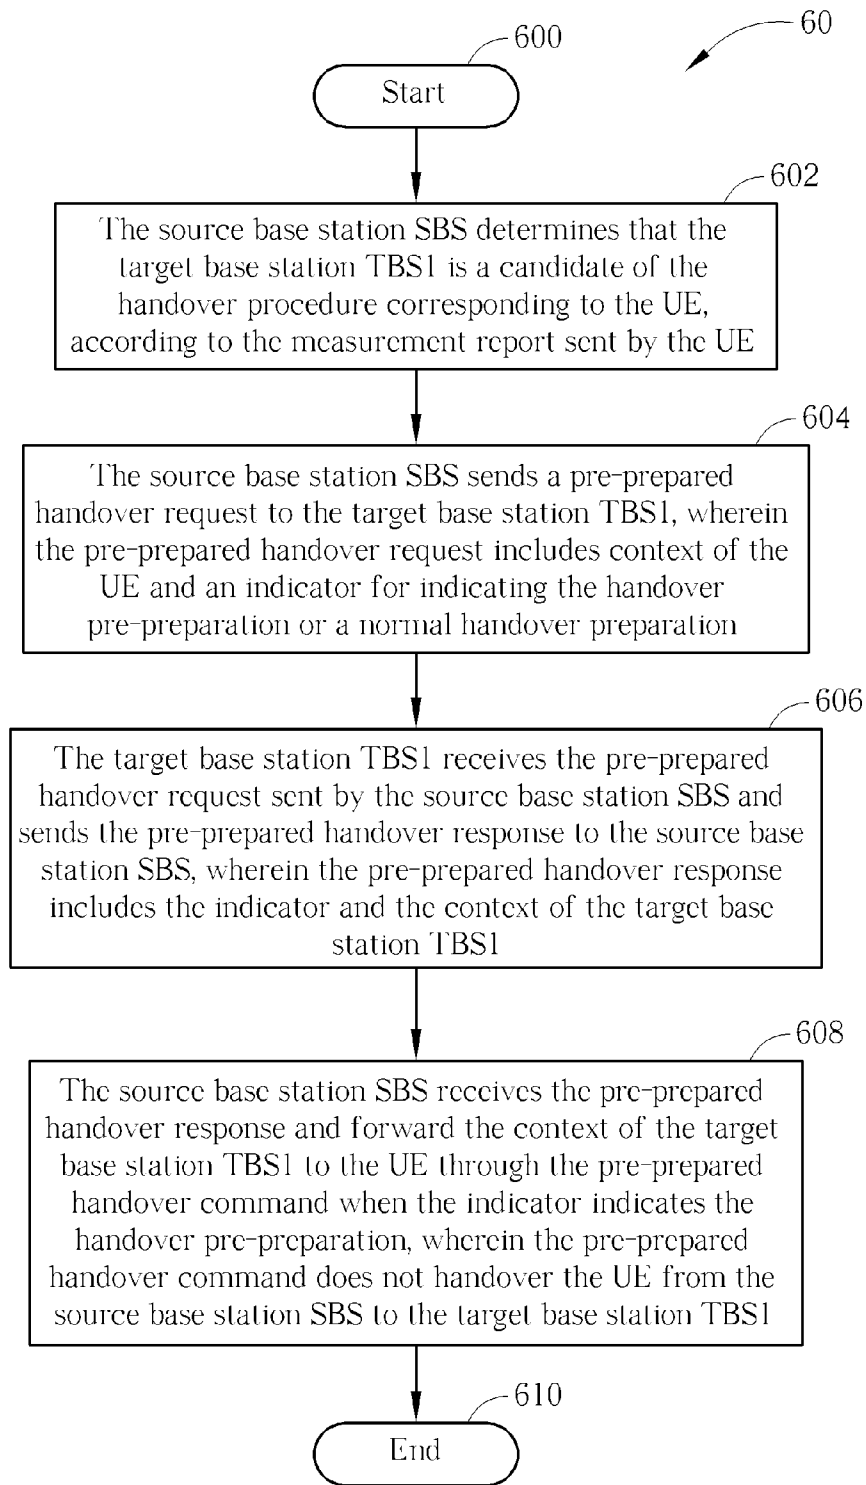 60
600
Start
602
The source base station SBS determines that the
target base station TBS1 is a candidate of the
handover procedure corresponding to the UE,
according to the measurement report sent by the UE
604
The source base station SBS sends a pre-prepared
handover request to the target base station TBS1, wherein
the pre-prepared handover request includes context of the
UE and an indicator for indicating the handover
pre-preparation or a normal handover preparation
606
The target base station TBS1 receives the pre-prepared
handover request sent by the source base station SBS and
sends the pre-prepared handover response to the source base
station SBS, wherein the pre-prepared handover response
includes the indicator and the context of the target base
station TBS1
608
The source base station SBS receives the pre-prepared
handover response and forward the context of the target
base station TBS1 to the UE through the pre-prepared
handover command when the indicator indicates the
handover pre-preparation, wherein the pre-prepared
handover command does not handover the UE from the
source base station SBS to the target base station TBS1
610
End